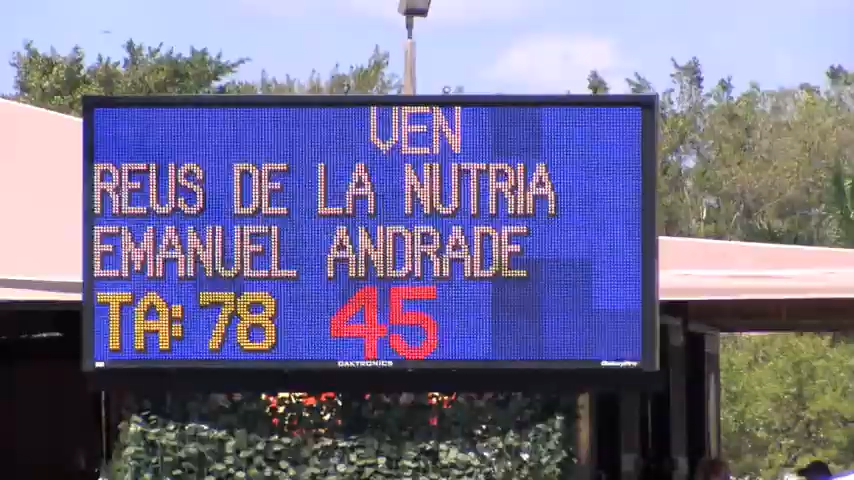 VEN
REUS DE LA NUTRIA
EMANUEL ANDRADE
TA: 78 45
DAKTRONICS